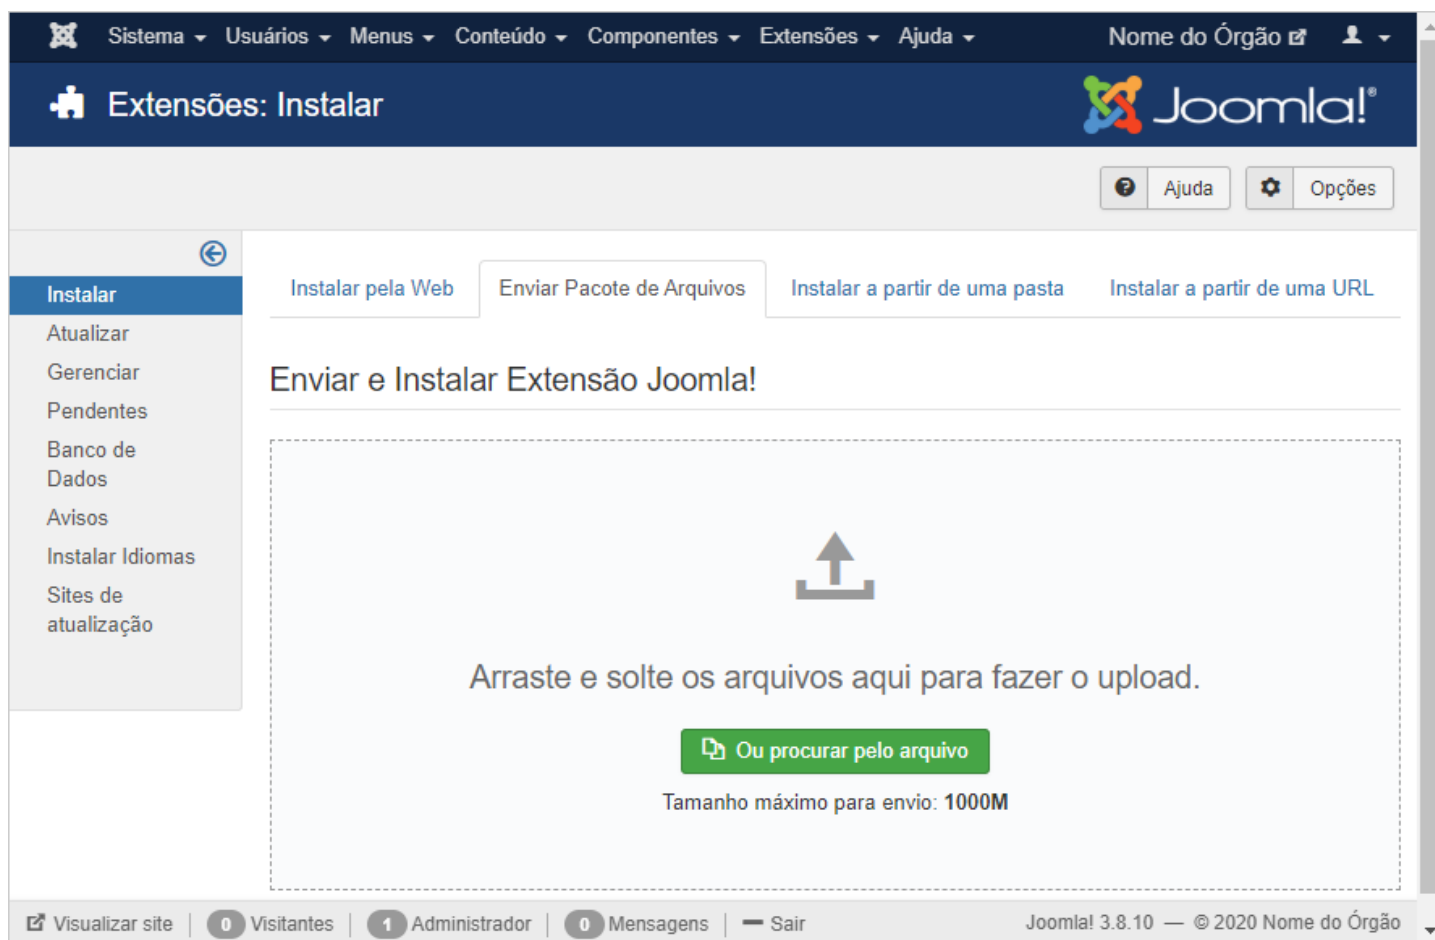 Sistema Usuários Menus Conteúdo Componentes Extensões Ajuda Nome do Órgão
Extensões: Instalar
Joomla!®
Ajuda Opções
Instalar
Atualizar
Gerenciar
Pendentes
Banco de
Dados
Avisos
Instalar Idiomas
Sites de
atualização
Instalar pela Web Enviar Pacote de Arquivos Instalar a partir de uma pasta Instalar a partir de uma URL
Enviar e Instalar Extensão Joomla!
Arraste e solte os arquivos aqui para fazer o upload.
Ou procurar pelo arquivo
Tamanho máximo para envio: 1000M
Visualizar site | 0 Visitantes | 1 Administrador | 0 Mensagens | Sair Joomla! 3.8.10 — © 2020 Nome do Órgão